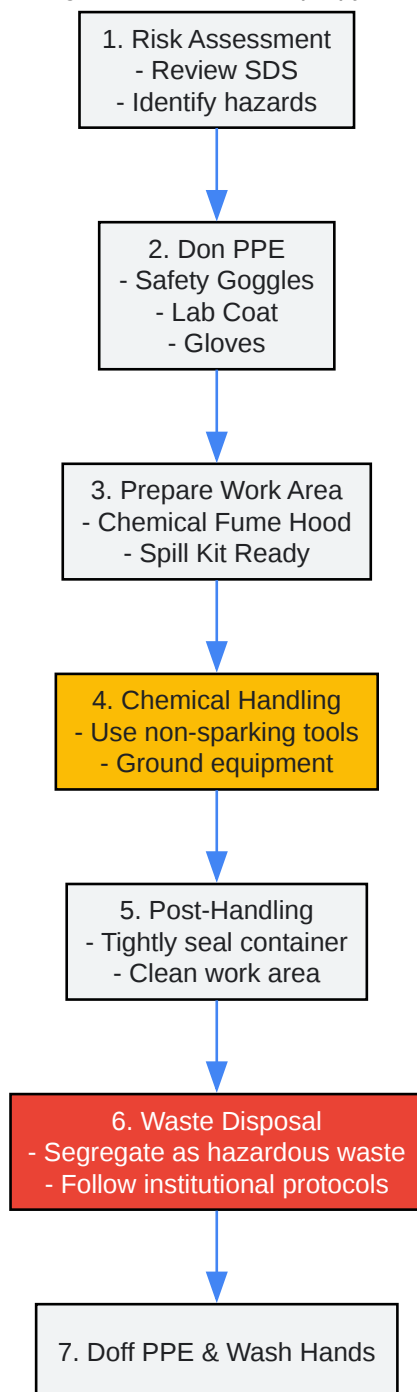 1. Risk Assessment
- Review SDS
- Identify hazards
2. Don PPE
- Safety Goggles
- Lab Coat
- Gloves
3. Prepare Work Area
- Chemical Fume Hood
- Spill Kit Ready
4. Chemical Handling
- Use non-sparking tools
- Ground equipment
5. Post-Handling
- Tightly seal container
- Clean work area
6. Waste Disposal
- Segregate as hazardous waste
- Follow institutional protocols
7. Doff PPE & Wash Hands